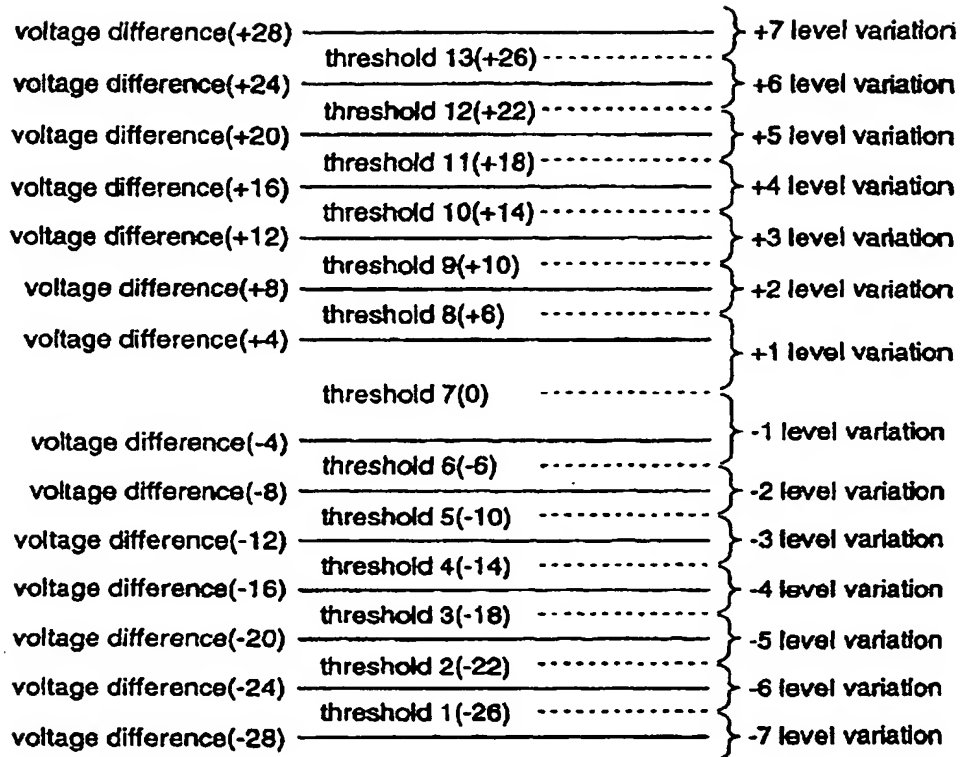 voltage difference(+28) +7 level variation
threshold 13(+26)
voltage difference(+24) +6 level variation
threshold 12(+22)
voltage difference(+20) +5 level variation
threshold 11(+18)
voltage difference(+16) +4 level variation
threshold 10(+14)
voltage difference(+12) +3 level variation
threshold 9(+10)
voltage difference(+8) +2 level variation
threshold 8(+6)
voltage difference(+4) +1 level variation
threshold 7(0)
voltage difference(-4) -1 level variation
threshold 6(-6)
voltage difference(-8) -2 level variation
threshold 5(-10)
voltage difference(-12) -3 level variation
threshold 4(-14)
voltage difference(-16) -4 level variation
threshold 3(-18)
voltage difference(-20) -5 level variation
threshold 2(-22)
voltage difference(-24) -6 level variation
threshold 1(-26)
voltage difference(-28) -7 level variation